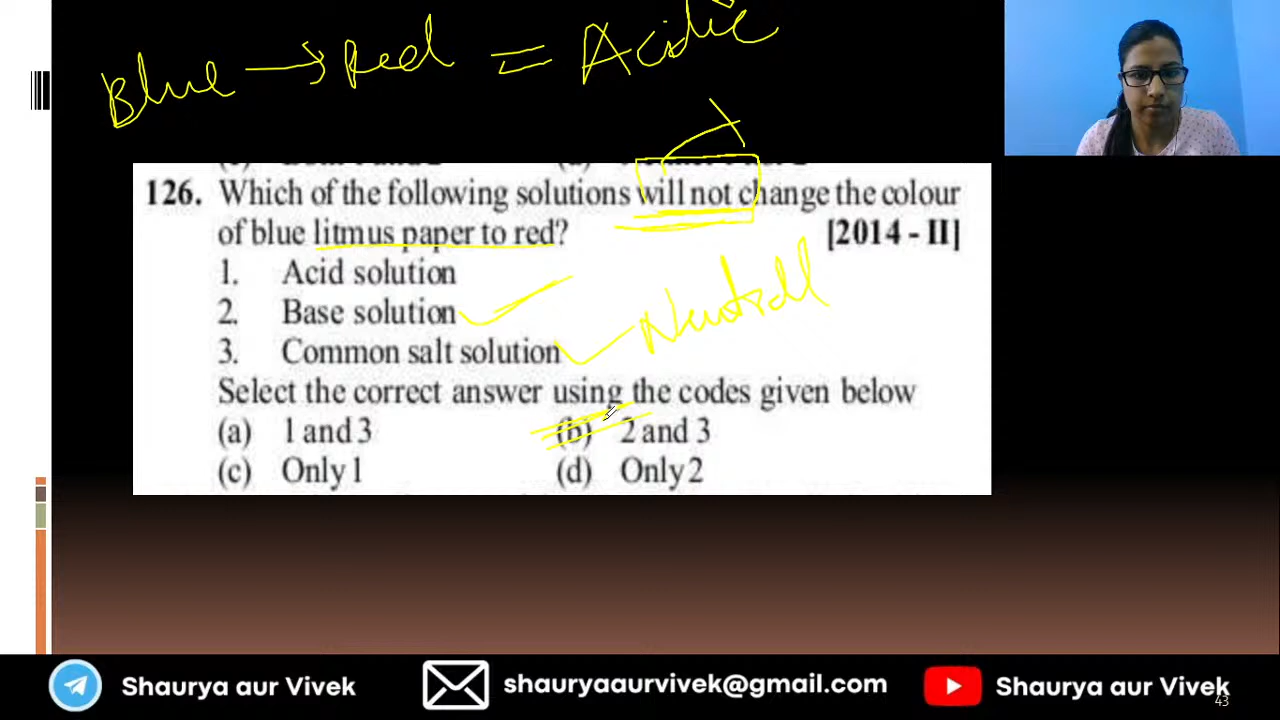 Blue → Red = Acidic
126. Which of the following solutions will not change the colour
of blue litmus paper to red? [2014 - II]
1. Acid solution
2. Base solution
3. Common salt solution
Neutral
Select the correct answer using the codes given below
(a) 1 and 3 (b) 2 and 3
(c) Only 1 (d) Only 2
Shaurya aur Vivek shauryaaurvivek@gmail.com Shaurya aur Vivek
43